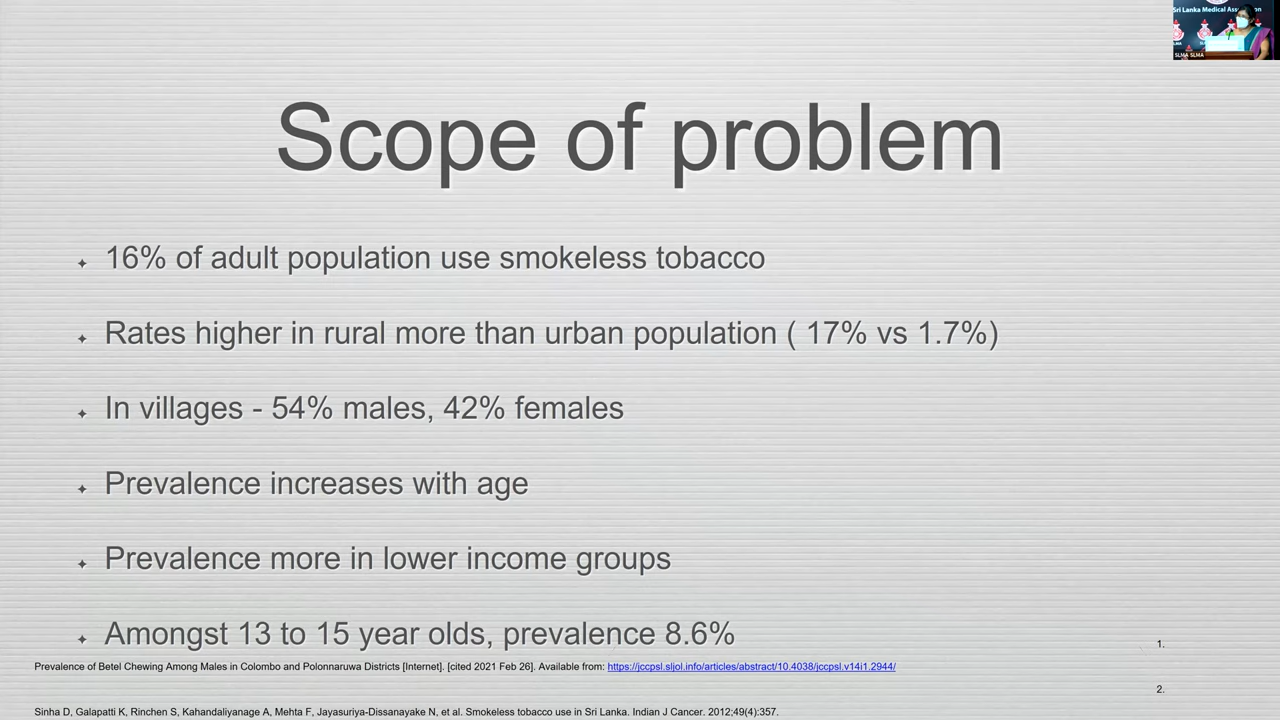 Sri Lanka Medical Association
SLMA SLMA
Scope of problem
16% of adult population use smokeless tobacco
Rates higher in rural more than urban population ( 17% vs 1.7%)
In villages - 54% males, 42% females
Prevalence increases with age
Prevalence more in lower income groups
Amongst 13 to 15 year olds, prevalence 8.6%
1.
Prevalence of Betel Chewing Among Males in Colombo and Polonnaruwa Districts [Internet]. [cited 2021 Feb 26]. Available from: https://jccpsl.sljol.info/articles/abstract/10.4038/jccpsl.v14i1.2944/
2.
Sinha D, Galapatti K, Rinchen S, Kahandaliyanage A, Mehta F, Jayasuriya-Dissanayake N, et al. Smokeless tobacco use in Sri Lanka. Indian J Cancer. 2012;49(4):357.